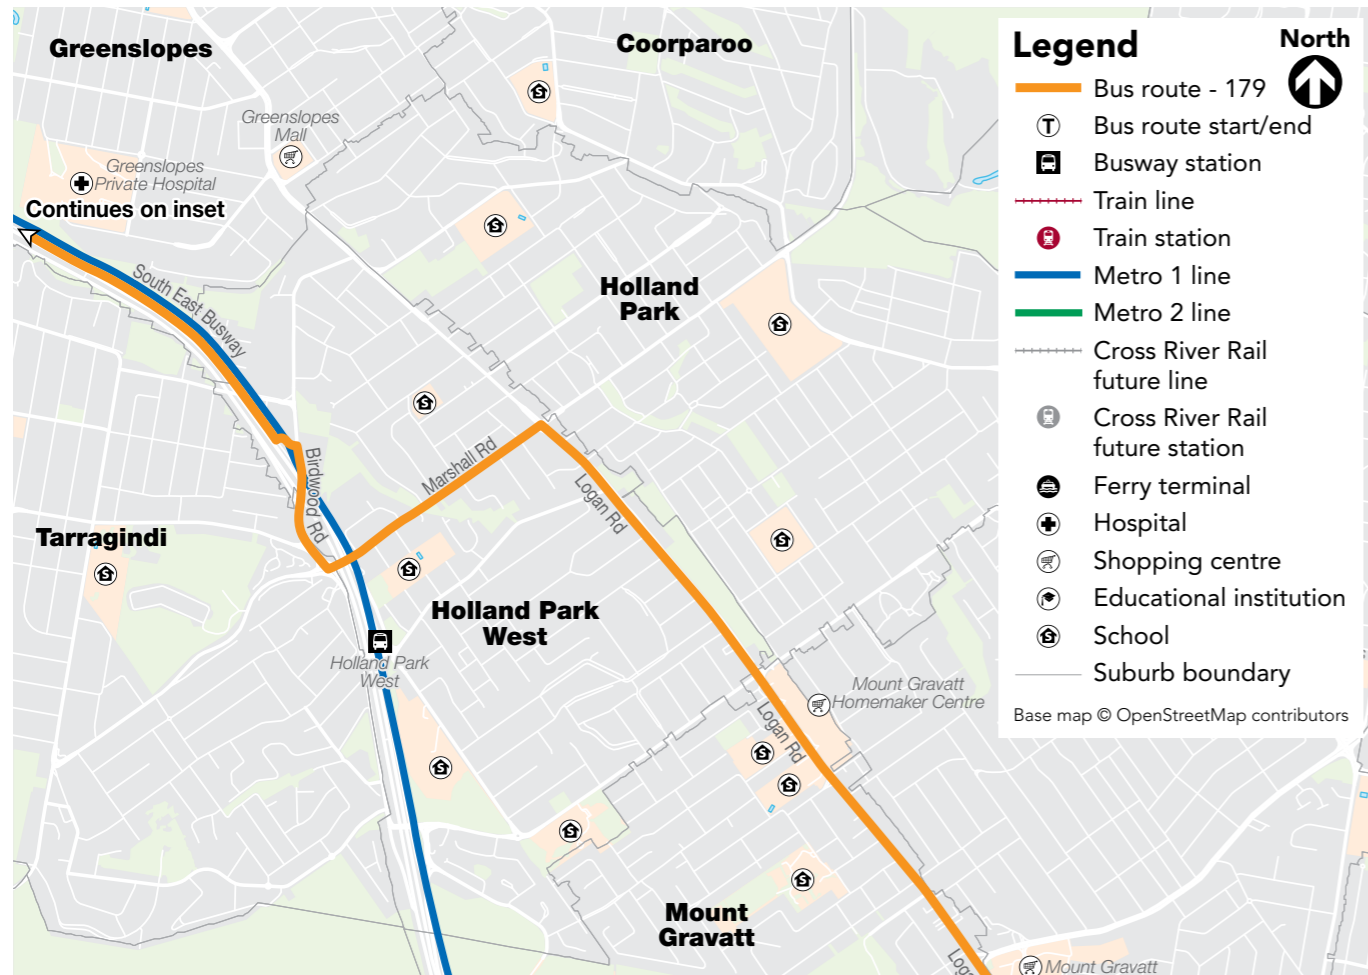 Greenslopes
Coorparoo
Greenslopes
Mall
Greenslopes
Private Hospital
Continues on inset
South East Busway
Holland
Park
Birdwood Rd
Marshall Rd
Logan Rd
Tarragindi
Holland Park
West
Holland Park
West
Mount Gravatt
Homemaker Centre
Logan Rd
Mount
Gravatt
Mount Gravatt
Legend
North
Bus route - 179
T
Bus route start/end
Busway station
Train line
Train station
Metro 1 line
Metro 2 line
Cross River Rail
future line
Cross River Rail
future station
Ferry terminal
Hospital
Shopping centre
Educational institution
School
Suburb boundary
Base map © OpenStreetMap contributors